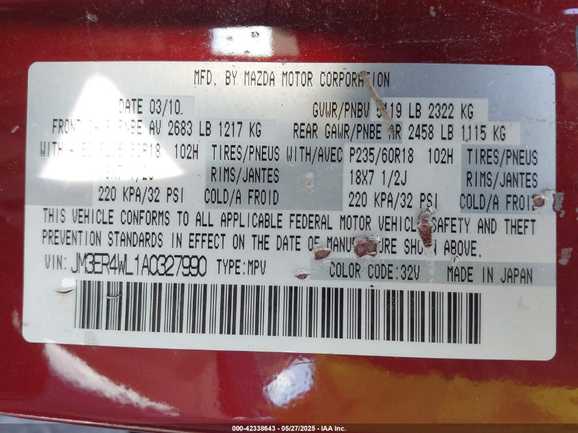 MFD. BY MAZDA MOTOR CORPORATION
DATE 03/10. GVWR/PNBV 5119 LB 2322 KG
FRONT AV 2683 LB 1217 KG REAR GAWR/PNBE AR 2458 LB 1115 KG
WITH/AVEC 102H TIRES/PNEUS WITH/AVEC P235/60R18 102H TIRES/PNEUS
RIMS/JANTES 18X7 1/2J RIMS/JANTES
220 KPA/32 PSI COLD/A FROID 220 KPA/32 PSI COLD/A FROID
THIS VEHICLE CONFORMS TO ALL APPLICABLE FEDERAL MOTOR VEHICLE SAFETY AND THEFT
PREVENTION STANDARDS IN EFFECT ON THE DATE OF MANUFACTURE SHOWN ABOVE.
VIN: JM3ER4WL1A0327990 TYPE: MPV COLOR CODE: 32V MADE IN JAPAN
000-42338643 - 05/27/2025 - IAA Inc.